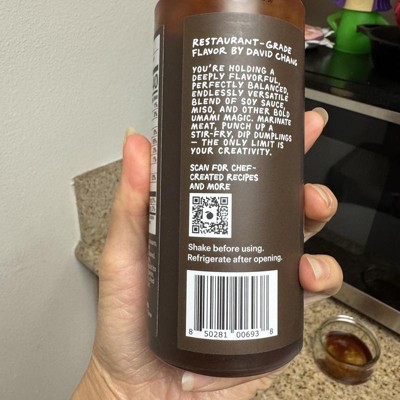 RESTAURANT-GRADE
FLAVOR BY DAVID CHANG
YOU'RE HOLDING A
DEEPLY FLAVORFUL,
PERFECTLY BALANCED,
ENDLESSLY VERSATILE
BLEND OF SOY SAUCE,
MISO, AND OTHER BOLD
UMAMI MAGIC. MARINATE
MEAT, PUNCH UP A
STIR-FRY, DIP DUMPLINGS
— THE ONLY LIMIT IS
YOUR CREATIVITY.
SCAN FOR CHEF-
CREATED RECIPES
AND MORE
Shake before using.
Refrigerate after opening.
8 50281 00693 8